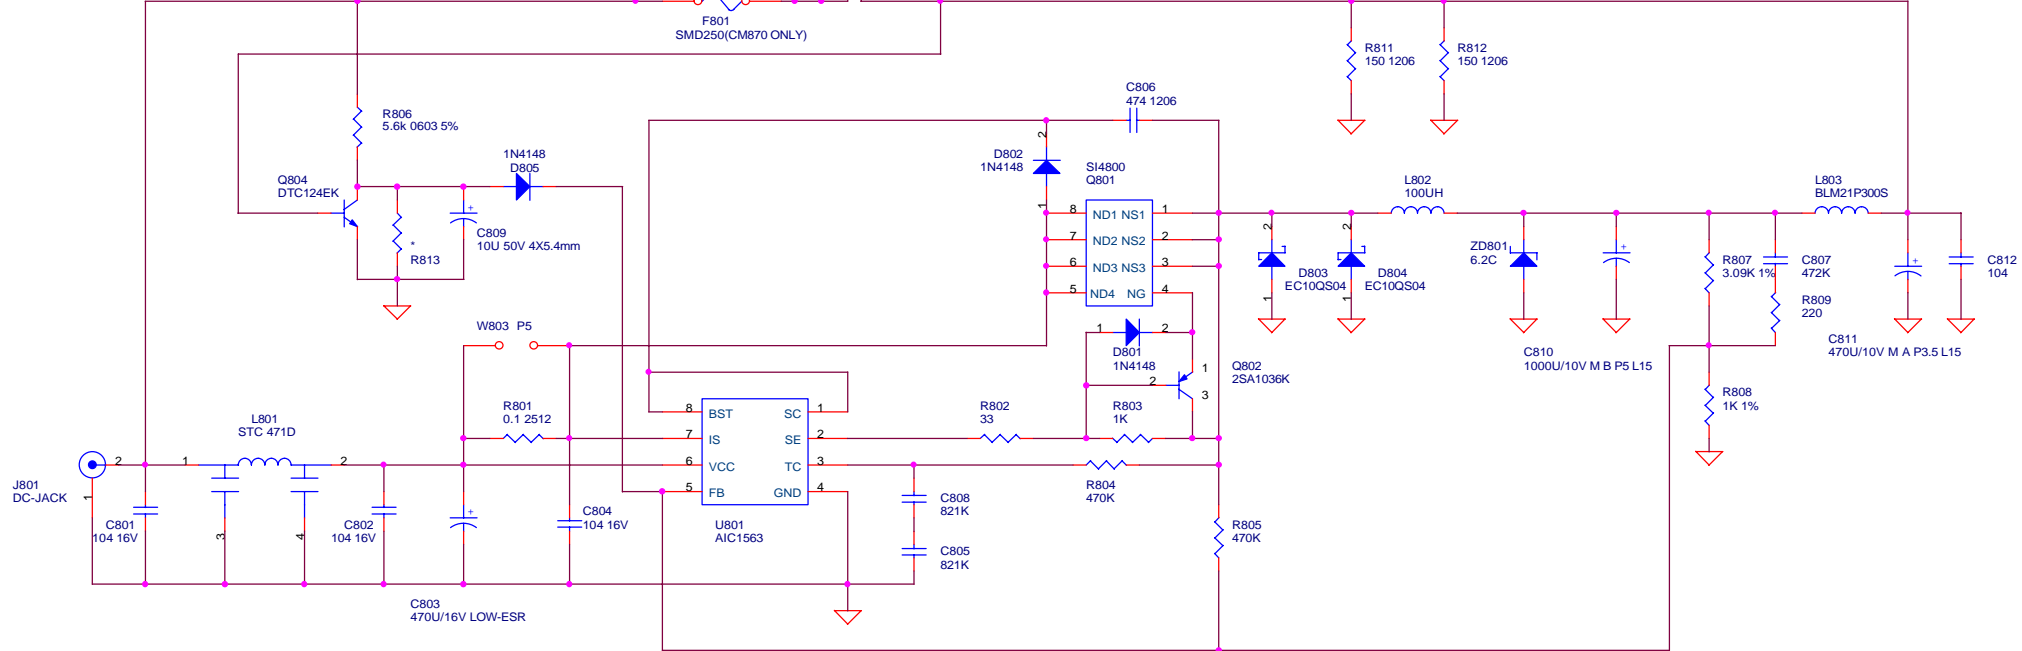 F801
SMD250(CM870 ONLY)
R811
150 1206
R812
150 1206
C806
474 1206
R806
5.6k 0603 5%
1N4148
D805
D802
1N4148
2
1
SI4800
Q801
Q804
DTC124EK
L802
100UH
L803
BLM21P300S
8 ND1 NS1 1
7 ND2 NS2 2
6 ND3 NS3 3
5 ND4 NG 4
C809
10U 50V 4X5.4mm
*
R813
2
1
D803
EC10QS04
2
1
D804
EC10QS04
ZD801
6.2C
R807
3.09K 1%
C807
472K
R809
220
C812
104
W803 P5
1 2
D801
1N4148
Q802
2SA1036K
1
2
3
C810
1000U/10V M B P5 L15
C811
470U/10V M A P3.5 L15
R808
1K 1%
L801
STC 471D
R801
0.1 2512
8 BST SC 1
7 IS SE 2
6 VCC TC 3
5 FB GND 4
U801
AIC1563
R802
33
R803
1K
R804
470K
R805
470K
J801
DC-JACK
2
1
1 2
3
4
C801
104 16V
C802
104 16V
C804
104 16V
C808
821K
C805
821K
C803
470U/16V LOW-ESR